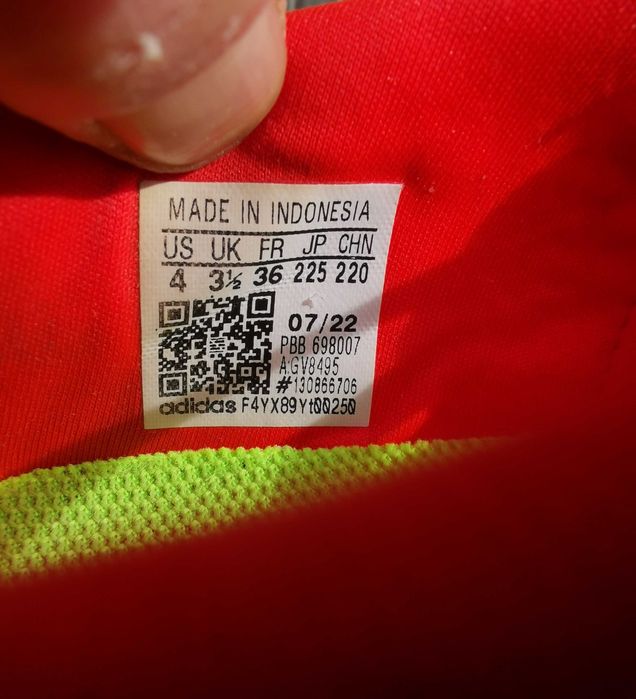 MADE IN INDONESIA
US UK FR JP CHN
4 3½ 36 225 220
07/22
PBB 698007
A:GV8495
#130866706
adidas F4YX89Yt00250